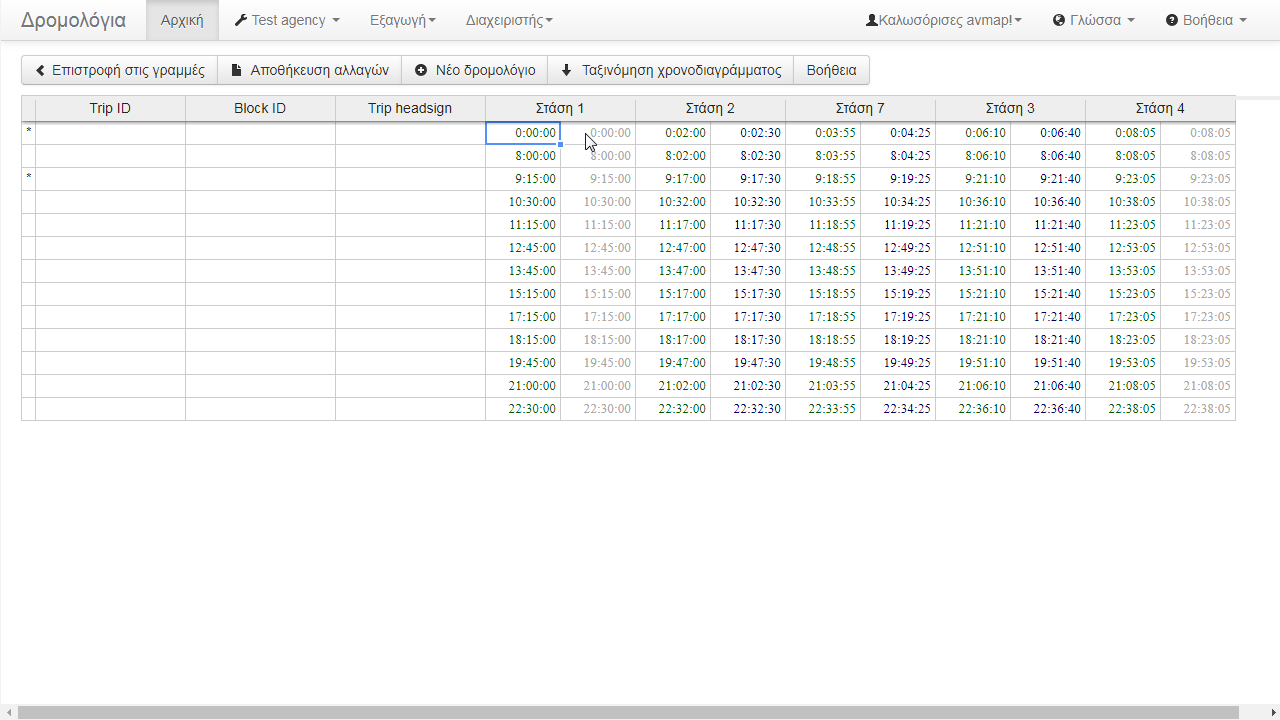 Δρομολόγια Αρχική Test agency Εξαγωγή Διαχειριστής Καλωσόρισες avmap! Γλώσσα Βοήθεια
Επιστροφή στις γραμμές Αποθήκευση αλλαγών Νέο δρομολόγιο Ταξινόμηση χρονοδιαγράμματος Βοήθεια
Trip ID Block ID Trip headsign Στάση 1 Στάση 2 Στάση 7 Στάση 3 Στάση 4
* 0:00:00 0:00:00 0:02:00 0:02:30 0:03:55 0:04:25 0:06:10 0:06:40 0:08:05 0:08:05
8:00:00 8:00:00 8:02:00 8:02:30 8:03:55 8:04:25 8:06:10 8:06:40 8:08:05 8:08:05
* 9:15:00 9:15:00 9:17:00 9:17:30 9:18:55 9:19:25 9:21:10 9:21:40 9:23:05 9:23:05
10:30:00 10:30:00 10:32:00 10:32:30 10:33:55 10:34:25 10:36:10 10:36:40 10:38:05 10:38:05
11:15:00 11:15:00 11:17:00 11:17:30 11:18:55 11:19:25 11:21:10 11:21:40 11:23:05 11:23:05
12:45:00 12:45:00 12:47:00 12:47:30 12:48:55 12:49:25 12:51:10 12:51:40 12:53:05 12:53:05
13:45:00 13:45:00 13:47:00 13:47:30 13:48:55 13:49:25 13:51:10 13:51:40 13:53:05 13:53:05
15:15:00 15:15:00 15:17:00 15:17:30 15:18:55 15:19:25 15:21:10 15:21:40 15:23:05 15:23:05
17:15:00 17:15:00 17:17:00 17:17:30 17:18:55 17:19:25 17:21:10 17:21:40 17:23:05 17:23:05
18:15:00 18:15:00 18:17:00 18:17:30 18:18:55 18:19:25 18:21:10 18:21:40 18:23:05 18:23:05
19:45:00 19:45:00 19:47:00 19:47:30 19:48:55 19:49:25 19:51:10 19:51:40 19:53:05 19:53:05
21:00:00 21:00:00 21:02:00 21:02:30 21:03:55 21:04:25 21:06:10 21:06:40 21:08:05 21:08:05
22:30:00 22:30:00 22:32:00 22:32:30 22:33:55 22:34:25 22:36:10 22:36:40 22:38:05 22:38:05